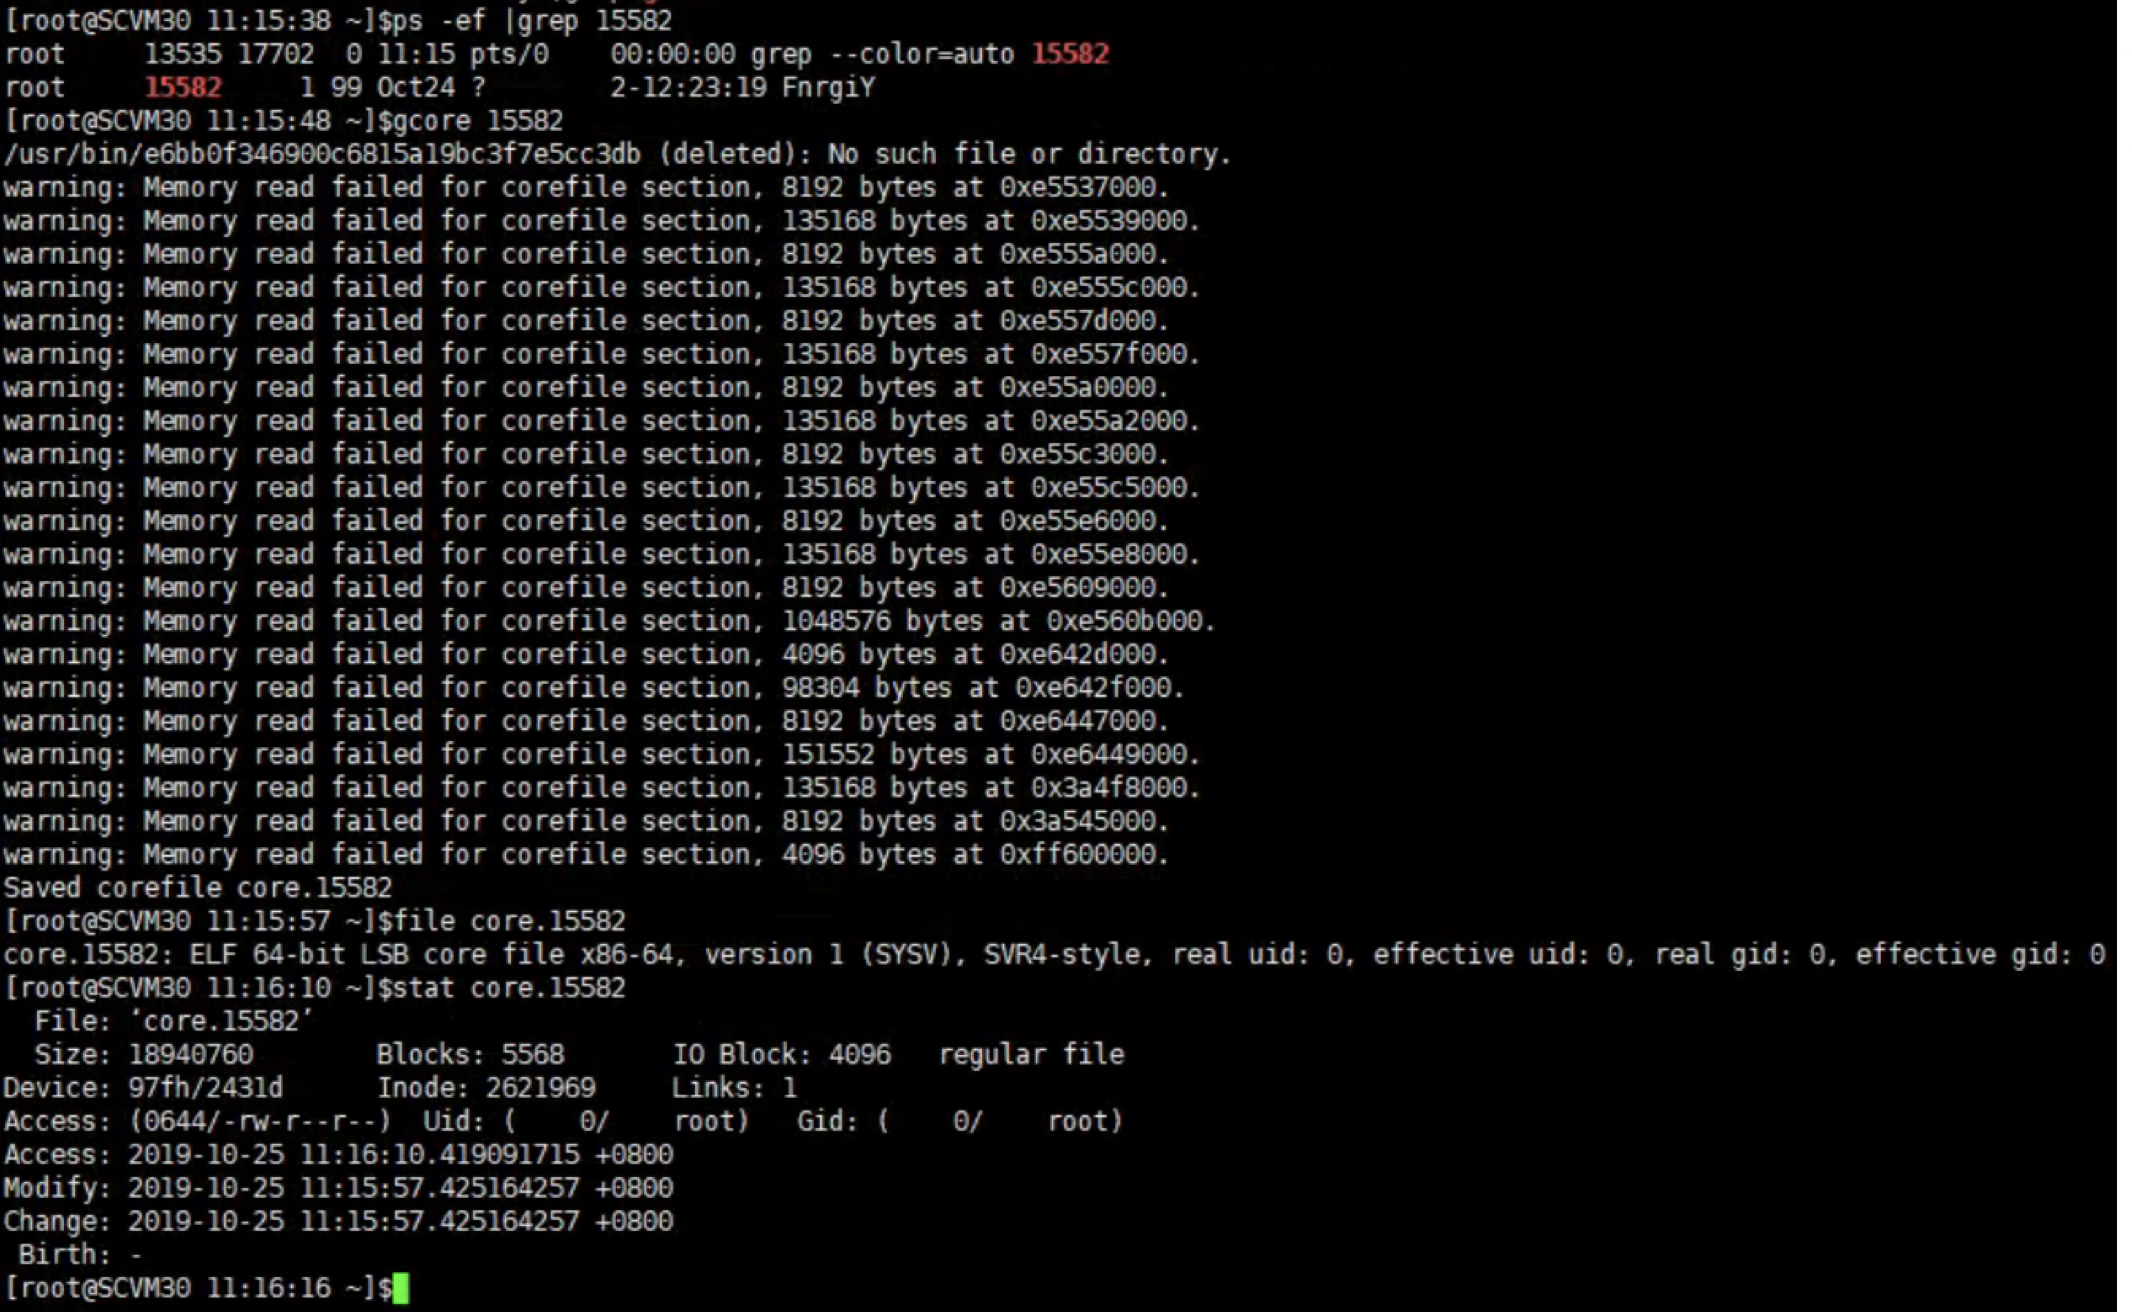 [root@SCVM30 11:15:38 ~]$ps -ef |grep 15582
root     13535 17702  0 11:15 pts/0    00:00:00 grep --color=auto 15582
root     15582     1 99 Oct24 ?        2-12:23:19 FnrgiY
[root@SCVM30 11:15:48 ~]$gcore 15582
/usr/bin/e6bb0f346900c6815a19bc3f7e5cc3db (deleted): No such file or directory.
warning: Memory read failed for corefile section, 8192 bytes at 0xe5537000.
warning: Memory read failed for corefile section, 135168 bytes at 0xe5539000.
warning: Memory read failed for corefile section, 8192 bytes at 0xe555a000.
warning: Memory read failed for corefile section, 135168 bytes at 0xe555c000.
warning: Memory read failed for corefile section, 8192 bytes at 0xe557d000.
warning: Memory read failed for corefile section, 135168 bytes at 0xe557f000.
warning: Memory read failed for corefile section, 8192 bytes at 0xe55a0000.
warning: Memory read failed for corefile section, 135168 bytes at 0xe55a2000.
warning: Memory read failed for corefile section, 8192 bytes at 0xe55c3000.
warning: Memory read failed for corefile section, 135168 bytes at 0xe55c5000.
warning: Memory read failed for corefile section, 8192 bytes at 0xe55e6000.
warning: Memory read failed for corefile section, 135168 bytes at 0xe55e8000.
warning: Memory read failed for corefile section, 8192 bytes at 0xe5609000.
warning: Memory read failed for corefile section, 1048576 bytes at 0xe560b000.
warning: Memory read failed for corefile section, 4096 bytes at 0xe642d000.
warning: Memory read failed for corefile section, 98304 bytes at 0xe642f000.
warning: Memory read failed for corefile section, 8192 bytes at 0xe6447000.
warning: Memory read failed for corefile section, 151552 bytes at 0xe6449000.
warning: Memory read failed for corefile section, 135168 bytes at 0x3a4f8000.
warning: Memory read failed for corefile section, 8192 bytes at 0x3a545000.
warning: Memory read failed for corefile section, 4096 bytes at 0xff600000.
Saved corefile core.15582
[root@SCVM30 11:15:57 ~]$file core.15582
core.15582: ELF 64-bit LSB core file x86-64, version 1 (SYSV), SVR4-style, real uid: 0, effective uid: 0, real gid: 0, effective gid: 0
[root@SCVM30 11:16:10 ~]$stat core.15582
  File: ‘core.15582’
  Size: 18940760        Blocks: 5568       IO Block: 4096   regular file
Device: 97fh/2431d      Inode: 2621969     Links: 1
Access: (0644/-rw-r--r--)  Uid: (    0/    root)   Gid: (    0/    root)
Access: 2019-10-25 11:16:10.419091715 +0800
Modify: 2019-10-25 11:15:57.425164257 +0800
Change: 2019-10-25 11:15:57.425164257 +0800
 Birth: -
[root@SCVM30 11:16:16 ~]$